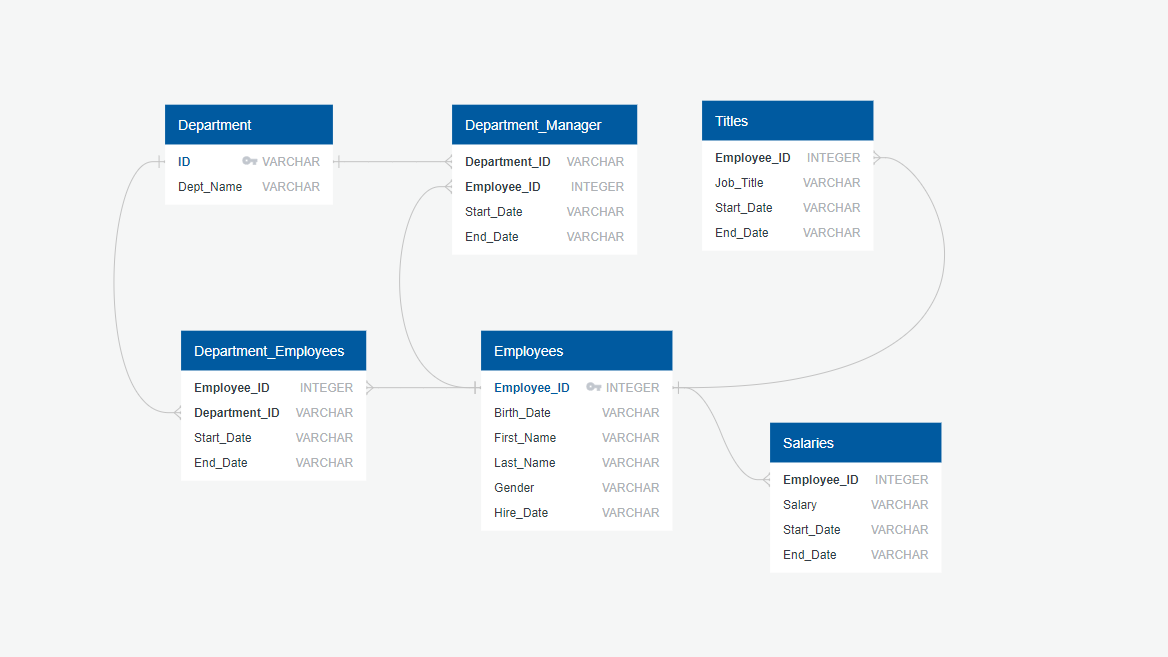 Department
ID VARCHAR
Dept_Name VARCHAR
Department_Manager
Department_ID VARCHAR
Employee_ID INTEGER
Start_Date VARCHAR
End_Date VARCHAR
Titles
Employee_ID INTEGER
Job_Title VARCHAR
Start_Date VARCHAR
End_Date VARCHAR
Department_Employees
Employee_ID INTEGER
Department_ID VARCHAR
Start_Date VARCHAR
End_Date VARCHAR
Employees
Employee_ID INTEGER
Birth_Date VARCHAR
First_Name VARCHAR
Last_Name VARCHAR
Gender VARCHAR
Hire_Date VARCHAR
Salaries
Employee_ID INTEGER
Salary VARCHAR
Start_Date VARCHAR
End_Date VARCHAR